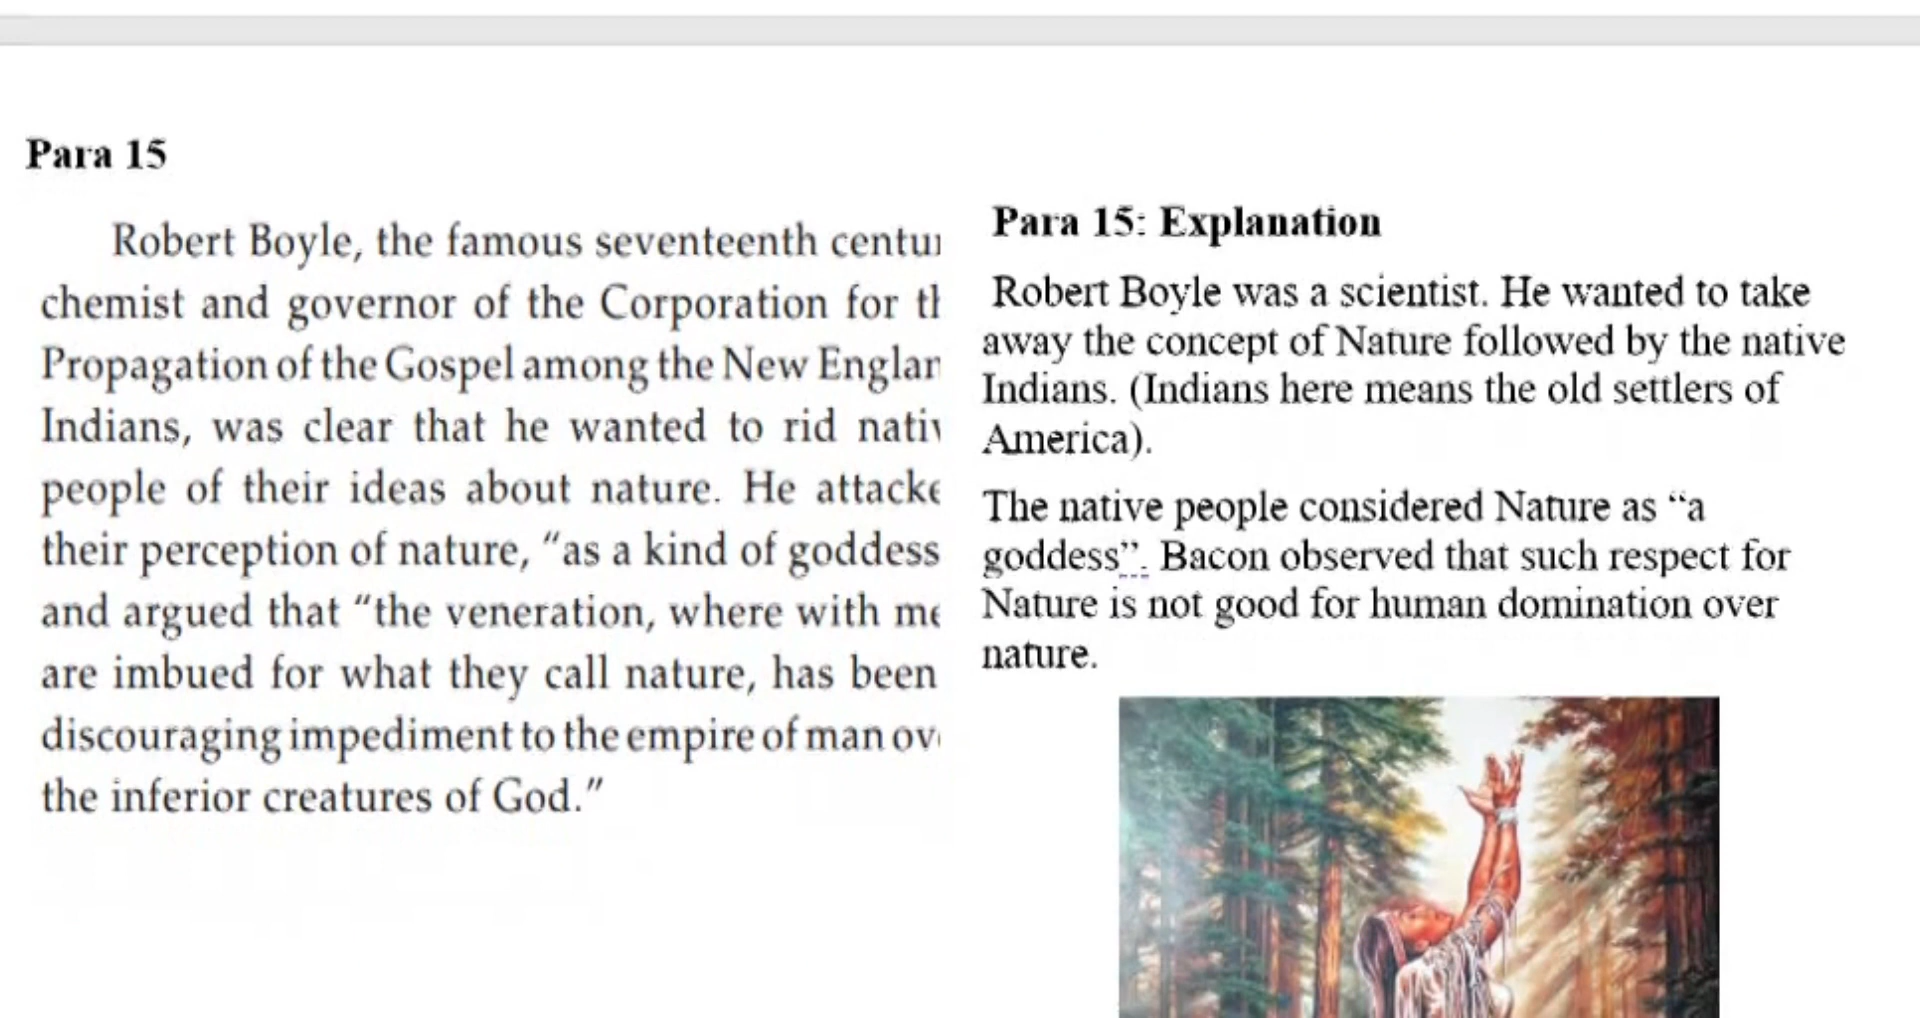 Para 15
Robert Boyle, the famous seventeenth
chemist and governor of the Corporation for
Propagation of the Gospel among the New
Indians, was clear that he wanted to rid
people of their ideas about nature. He
their perception of nature, “as a kind of goddess
and argued that “the veneration, where with
are imbued for what they call nature, has been
discouraging impediment to the empire of man
the inferior creatures of God.”
Para 15: Explanation
Robert Boyle was a scientist. He wanted to take
away the concept of Nature followed by the native
Indians. (Indians here means the old settlers of
America).
The native people considered Nature as “a
goddess”. Bacon observed that such respect for
Nature is not good for human domination over
nature.